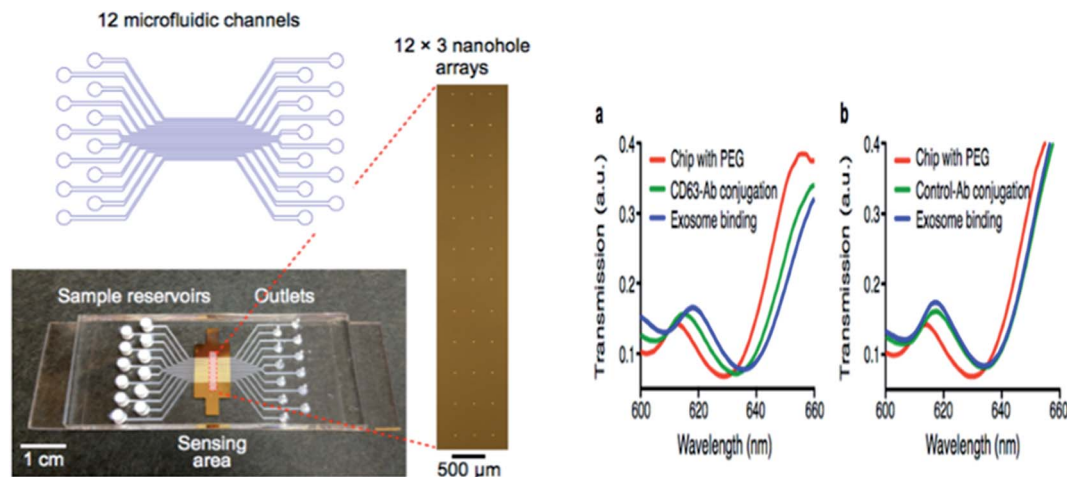 12 microfluidic channels
12 × 3 nanohole
arrays
Sample reservoirs
Outlets
Sensing
area
1 cm
500 μm
a
Transmission (a.u.)
0.4
0.3
0.2
0.1
Chip with PEG
CD63-Ab conjugation
Exosome binding
600
620
640
660
Wavelength (nm)
b
Transmission (a.u.)
0.4
0.3
0.2
0.1
Chip with PEG
Control-Ab conjugation
Exosome binding
600
620
640
660
Wavelength (nm)